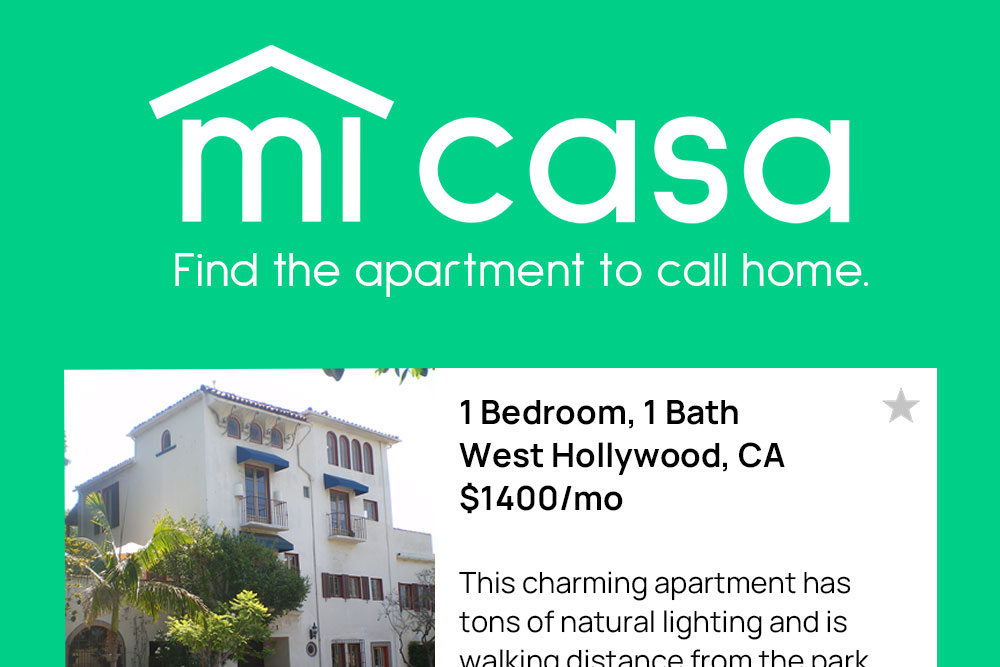 mi casa
Find the apartment to call home.
1 Bedroom, 1 Bath
West Hollywood, CA
$1400/mo
This charming apartment has
tons of natural lighting and is
walking distance from the park